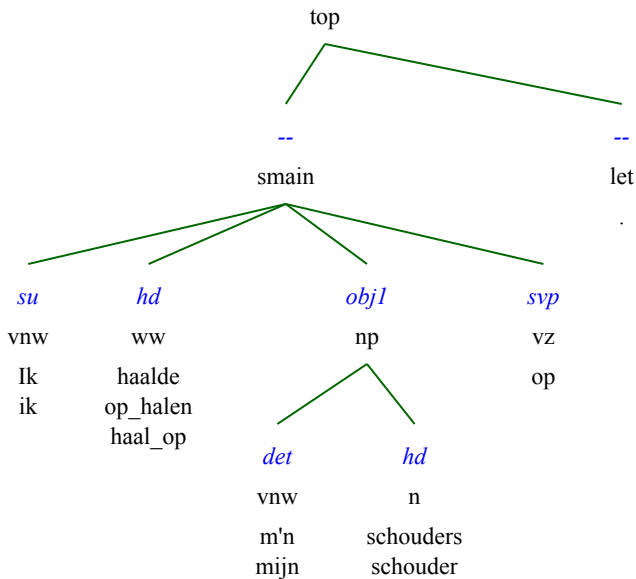 top
-- --
smain let
.
su hd obj1 svp
vnw ww np vz
Ik haalde op
ik op_halen
haal_op
det hd
vnw n
m'n schouders
mijn schouder